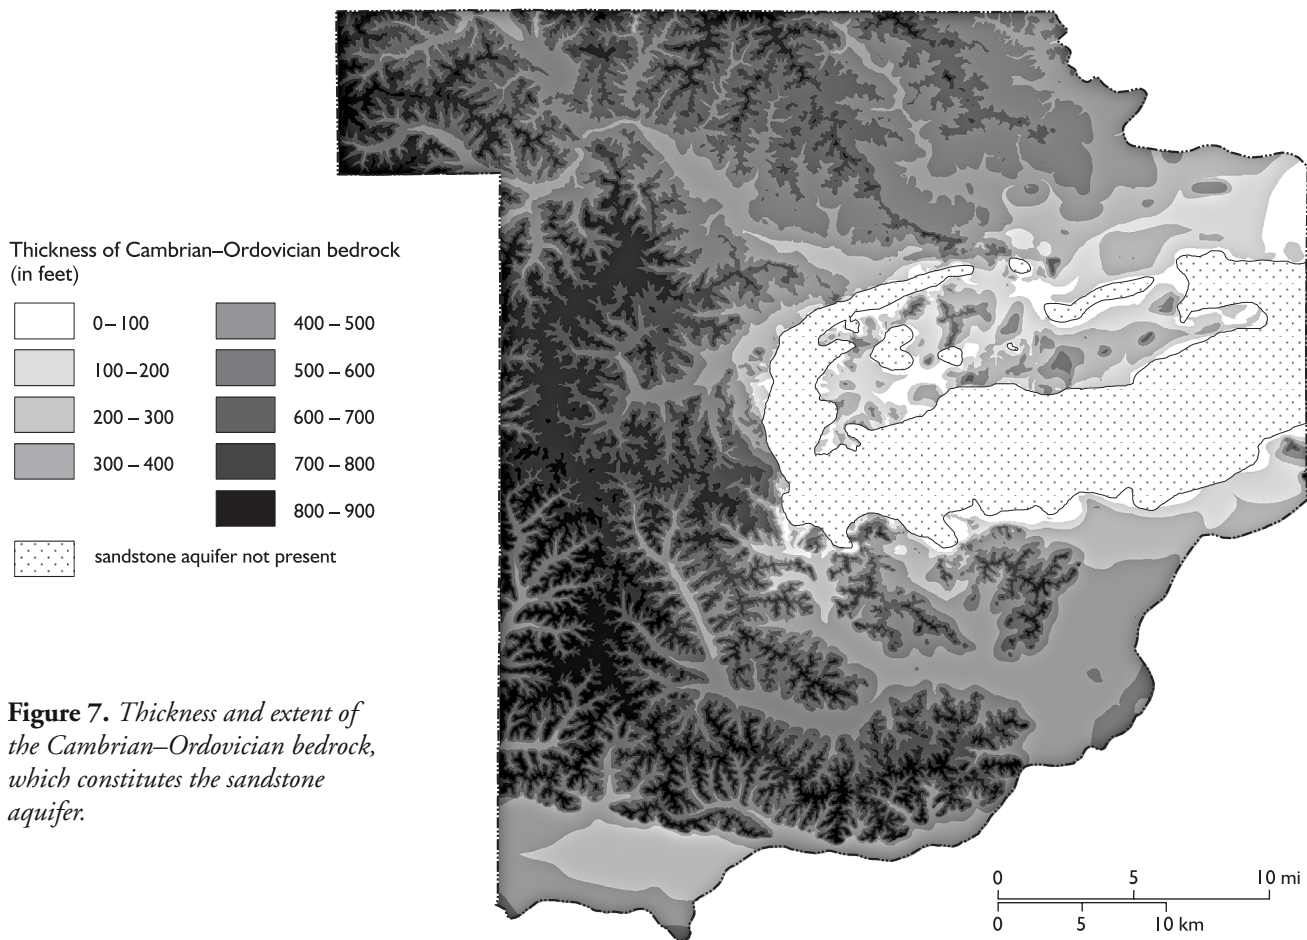 Thickness of Cambrian–Ordovician bedrock
(in feet)
0–100
100–200
200–300
300–400
400–500
500–600
600–700
700–800
800–900
sandstone aquifer not present
Figure 7. Thickness and extent of
the Cambrian–Ordovician bedrock,
which constitutes the sandstone
aquifer.
0 5 10 mi
0 5 10 km